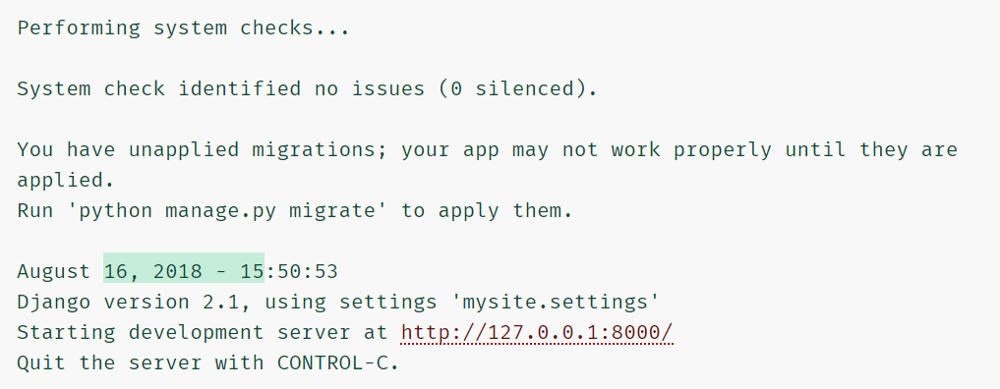 Performing system checks...
System check identified no issues (0 silenced).
You have unapplied migrations; your app may not work properly until they are
applied.
Run 'python manage.py migrate' to apply them.
August 16, 2018 - 15:50:53
Django version 2.1, using settings 'mysite.settings'
Starting development server at http://127.0.0.1:8000/
Quit the server with CONTROL-C.